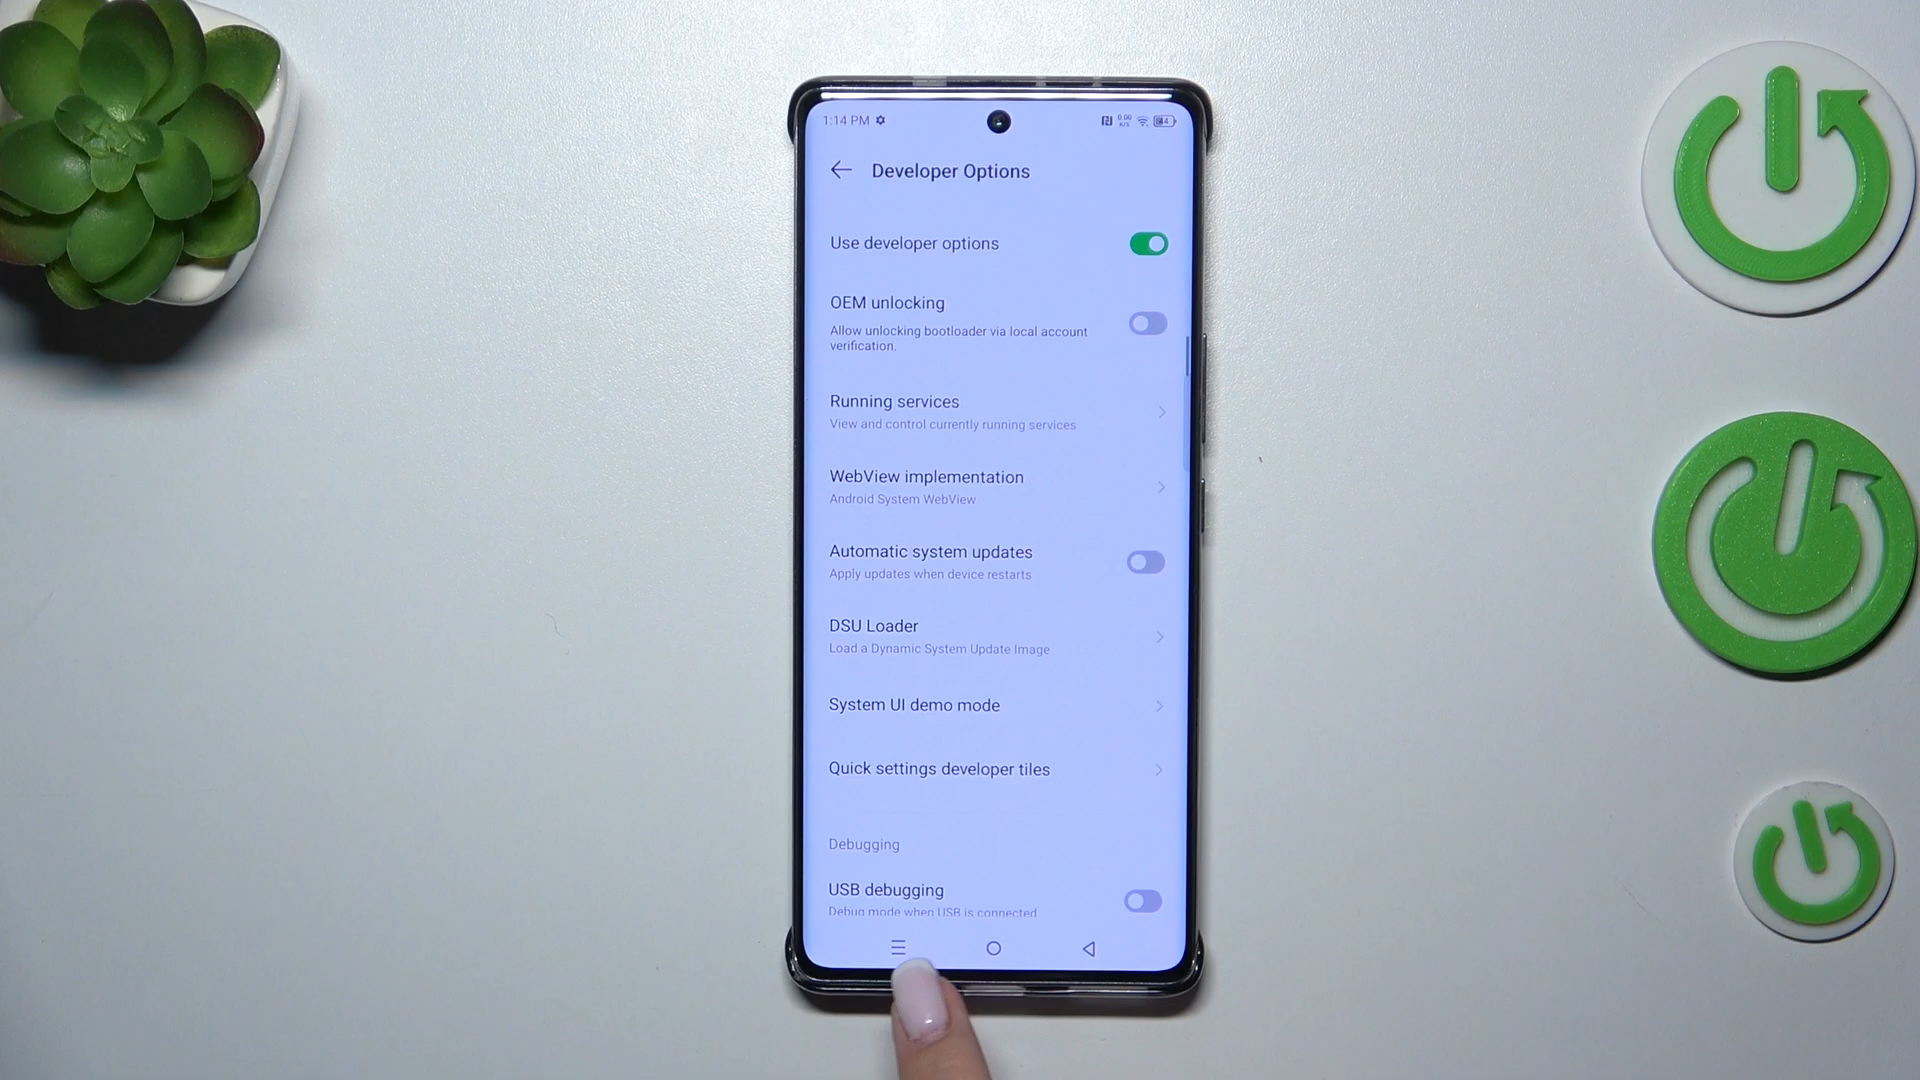 1:14 PM
0.00
K/S
Developer Options
Use developer options
OEM unlocking
Allow unlocking bootloader via local account
verification.
Running services
View and control currently running services
WebView implementation
Android System WebView
Automatic system updates
Apply updates when device restarts
DSU Loader
Load a Dynamic System Update Image
System UI demo mode
Quick settings developer tiles
Debugging
USB debugging
Debug mode when USB is connected